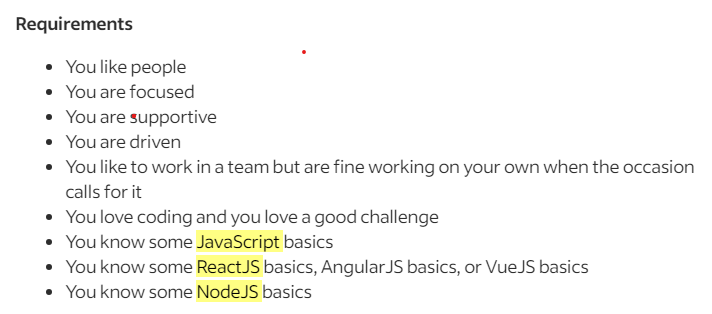 Requirements
You like people
You are focused
You are supportive
You are driven
You like to work in a team but are fine working on your own when the occasion
calls for it
You love coding and you love a good challenge
You know some JavaScript basics
You know some ReactJS basics, AngularJS basics, or VueJS basics
You know some NodeJS basics